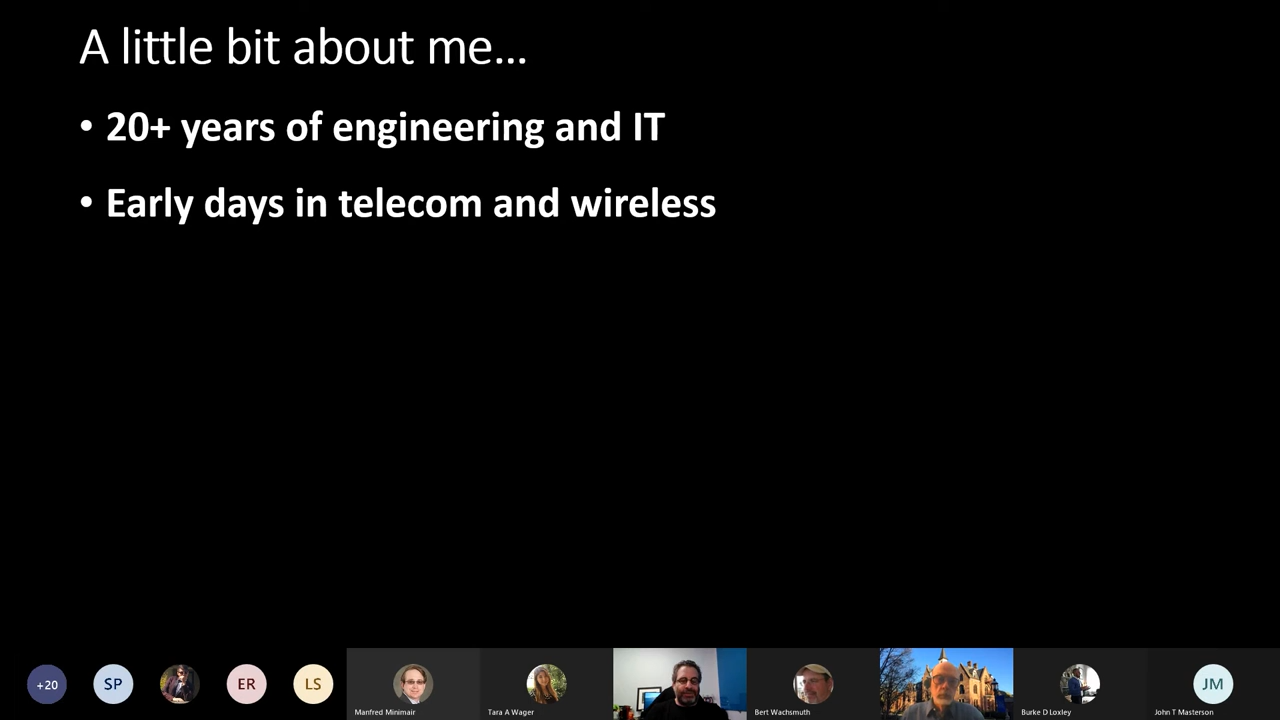 A little bit about me...
• 20+ years of engineering and IT
• Early days in telecom and wireless
+20
SP
ER
LS
Manfred Minimair
Tara A Wager
Bert Wachsmuth
Burke D Loxley
JM
John T Masterson